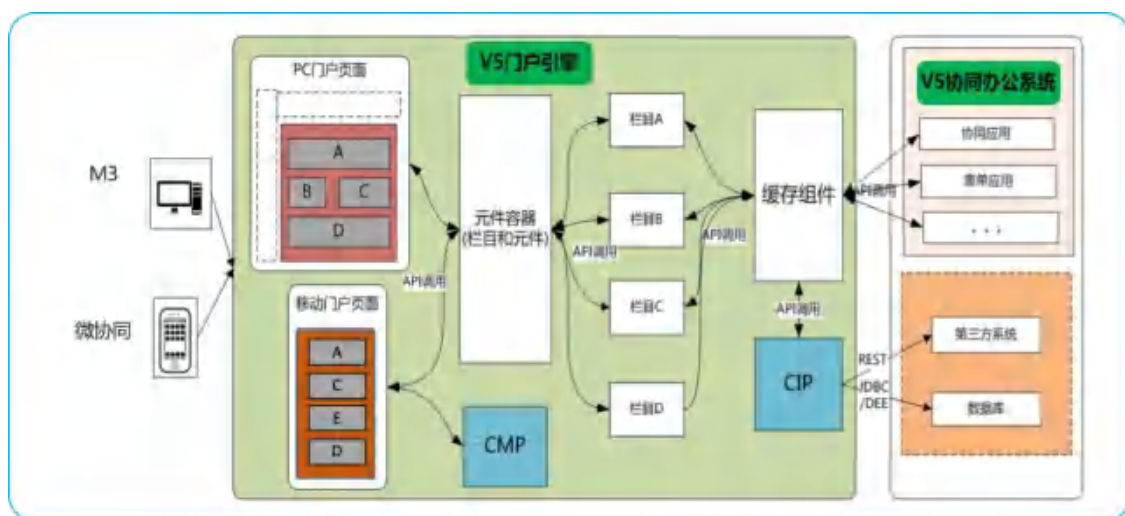 M3
微协同
V5门户引擎
PC门户页面
A
B
C
D
移动门户页面
A
C
E
D
API调用
元件容器
(栏目和元件)
CMP
API调用
栏目A
栏目B
栏目C
栏目D
API调用
缓存组件
API调用
CIP
API调用
REST
/DBC
/DEE
V5协同办公系统
协同应用
表单应用
。。。
第三方系统
数据库